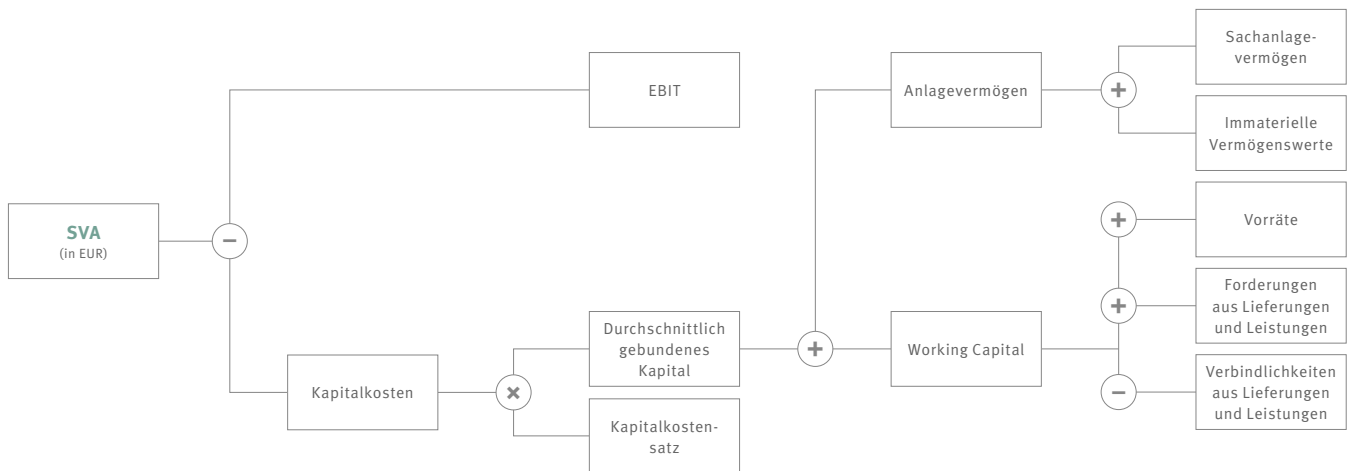 Sachanlage-
vermögen
EBIT
Anlagevermögen
+
Immaterielle
Vermögenswerte
SVA
(in EUR)
−
+
Vorräte
Durchschnittlich
gebundenes
Kapital
+
Working Capital
+
Forderungen
aus Lieferungen
und Leistungen
Kapitalkosten
×
Kapitalkosten-
satz
−
Verbindlichkeiten
aus Lieferungen
und Leistungen